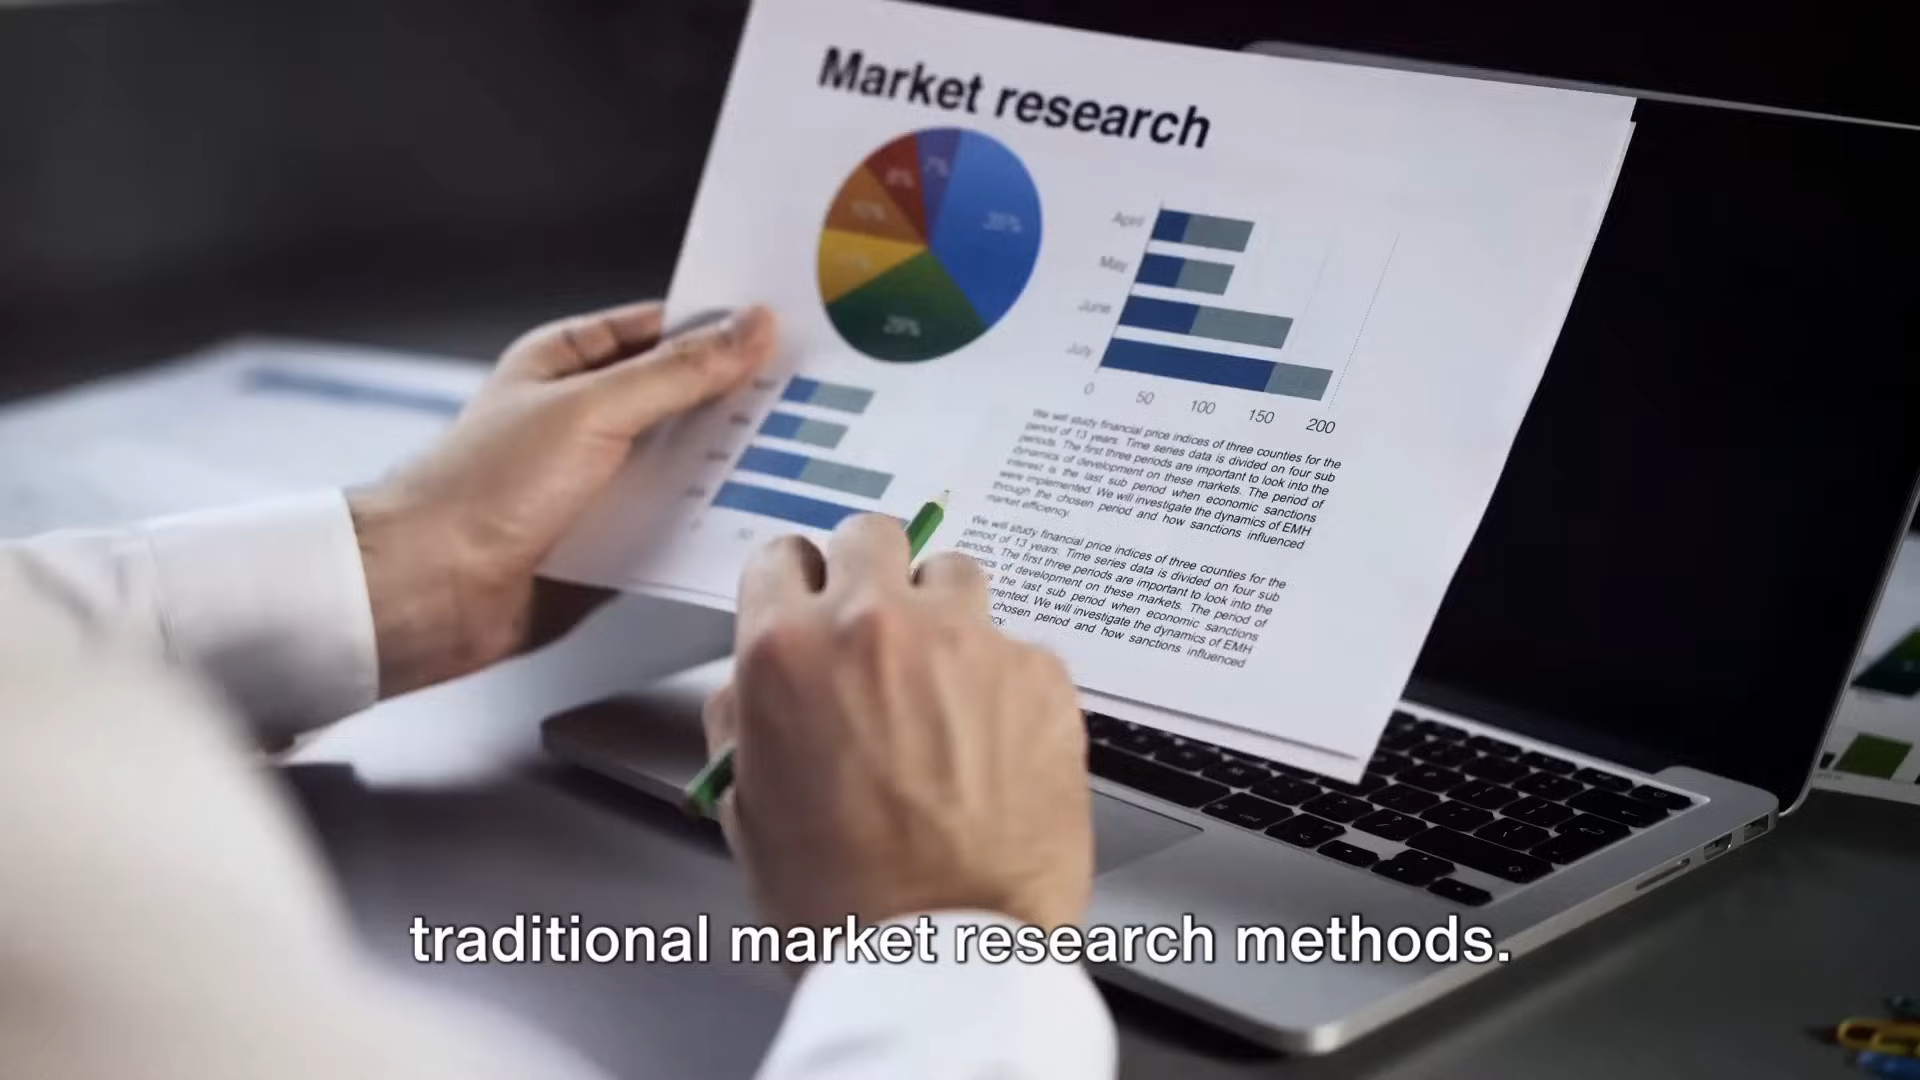 Market research
7%
8%
35%
29%
April
May
June
July
0 50 100 150 200
We will study financial price indices of three counties for the
period of 13 years. Time series data is divided on four sub
periods. The first three periods are important to look into the
dynamics of development on these markets. The period of
interest is the last sub period when economic sanctions
were implemented. We will investigate the dynamics of EMH
through the chosen period and how sanctions influenced
market efficiency.
We will study financial price indices of three counties for the
period of 13 years. Time series data is divided on four sub
periods. The first three periods are important to look into the
of development on these markets. The period of
the last sub period when economic sanctions
We will investigate the dynamics of EMH
chosen period and how sanctions influenced
50
traditional market research methods.